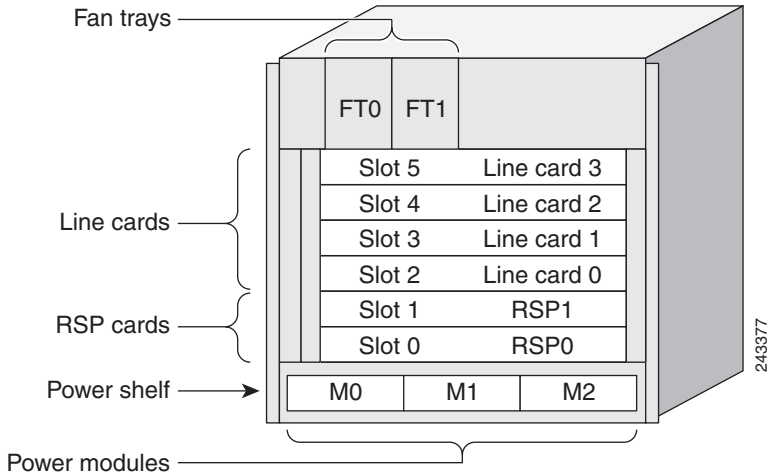 Fan trays
FT0 FT1
Slot 5 Line card 3
Slot 4 Line card 2
Line cards
Slot 3 Line card 1
Slot 2 Line card 0
Slot 1 RSP1
RSP cards
Slot 0 RSP0
243377
Power shelf
M0 M1 M2
Power modules